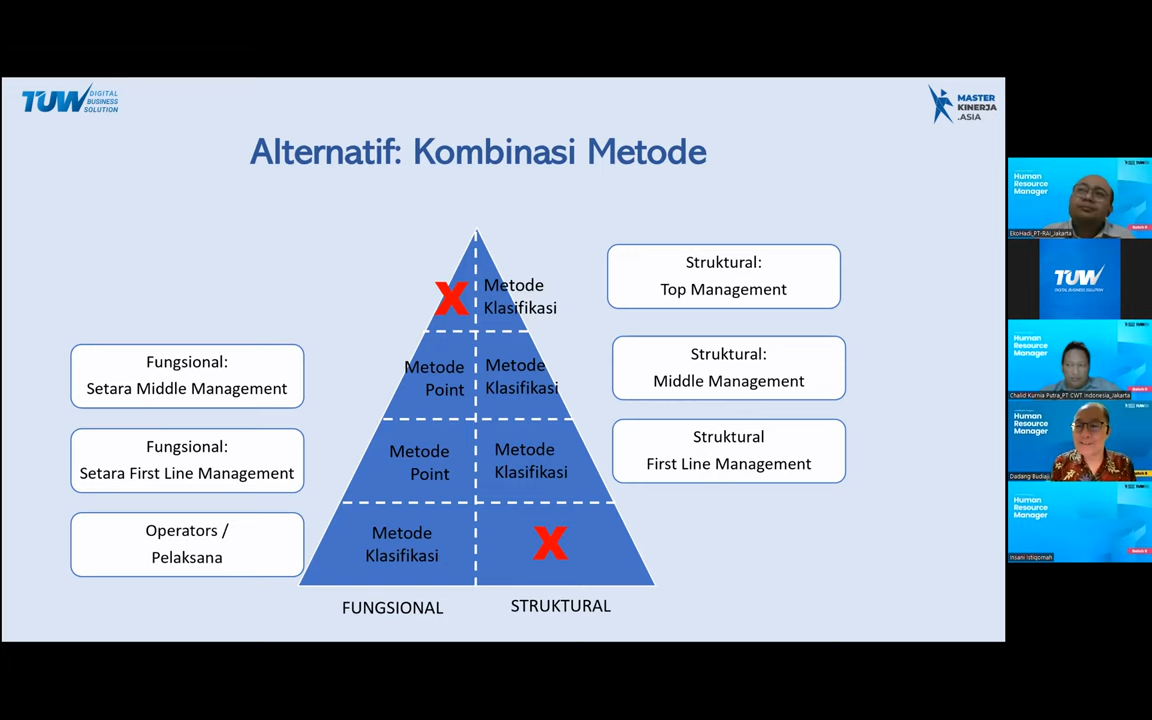 TUW DIGITAL
BUSINESS
SOLUTION
MASTER
KINERJA
.ASIA
Alternatif: Kombinasi Metode
X
Metode
Klasifikasi
Struktural:
Top Management
Fungsional:
Setara Middle Management
Metode
Point
Metode
Klasifikasi
Struktural:
Middle Management
Fungsional:
Setara First Line Management
Metode
Point
Metode
Klasifikasi
Struktural
First Line Management
Operators /
Pelaksana
Metode
Klasifikasi
X
FUNGSIONAL
STRUKTURAL
Human
Resource
Manager
EkoHadi_PT-RAI_Jakarta
TUW
DIGITAL BUSINESS SOLUTION
Human
Resource
Manager
Chalid Kurnia Putra_PT CWT Indonesia_Jakarta
Human
Resource
Manager
Dadang Budiaji
Human
Resource
Manager
Insani Istiqomah